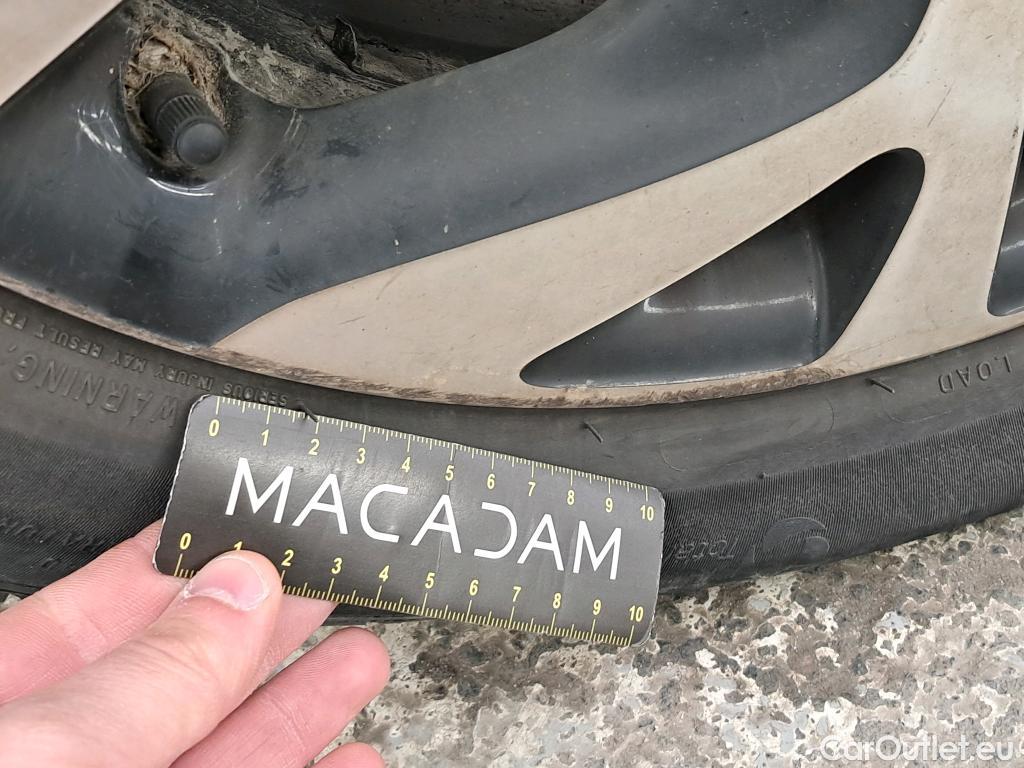 WARNING,
SERIOUS INJURY MAY RESULT FR
LOAD
0 1 2 3 4 5 6 7 8 9 10
MACADAM
0 1 2 3 4 5 6 7 8 9 10
CarOutlet.eu